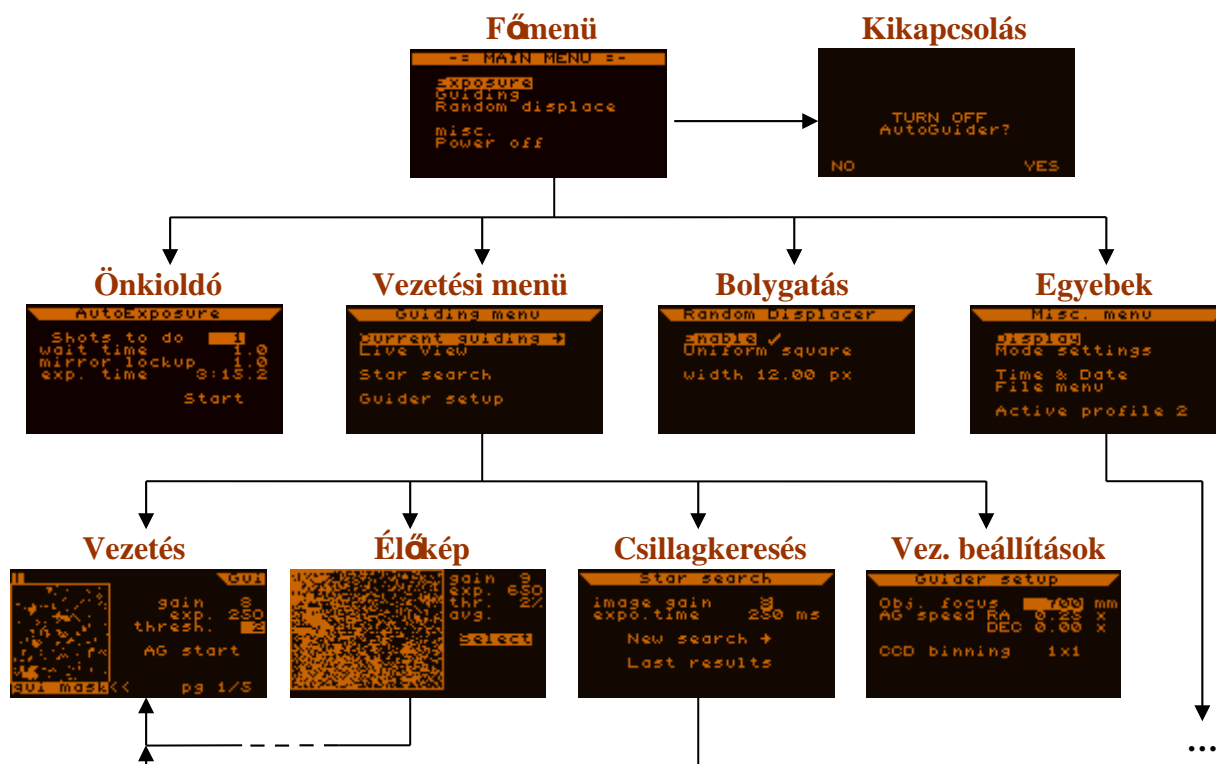 Főmenü
-= MAIN MENU =-
Exposure
Guiding
Random displace
misc.
Power off
Kikapcsolás
TURN OFF
AutoGuider?
NO YES
Önkioldó
AutoExposure
Shots to do 1
wait time 1.0
mirror lockup 1.0
exp. time 3:15.2
Start
Vezetési menü
Guiding menu
Current guiding →
Live View
Star search
Guider setup
Bolygatás
Random Displacer
Enable ✓
Uniform square
width 12.00 px
Egyebek
Misc. menu
Display
Mode settings
Time & Date
File menu
Active profile 2
Vezetés
GUI
gain 8
exp. 250
thresh. 2
AG start
gui mask<< pg 1/5
Élőkép
gain 9
exp. 650
thr. 2%
avg.
Select
Csillagkeresés
Star search
image gain 8
expo.time 250 ms
New search →
Last results
Vez. beállítások
Guider setup
Obj. focus 700 mm
AG speed RA 0.25 x
DEC 0.00 x
CCD binning 1x1
...